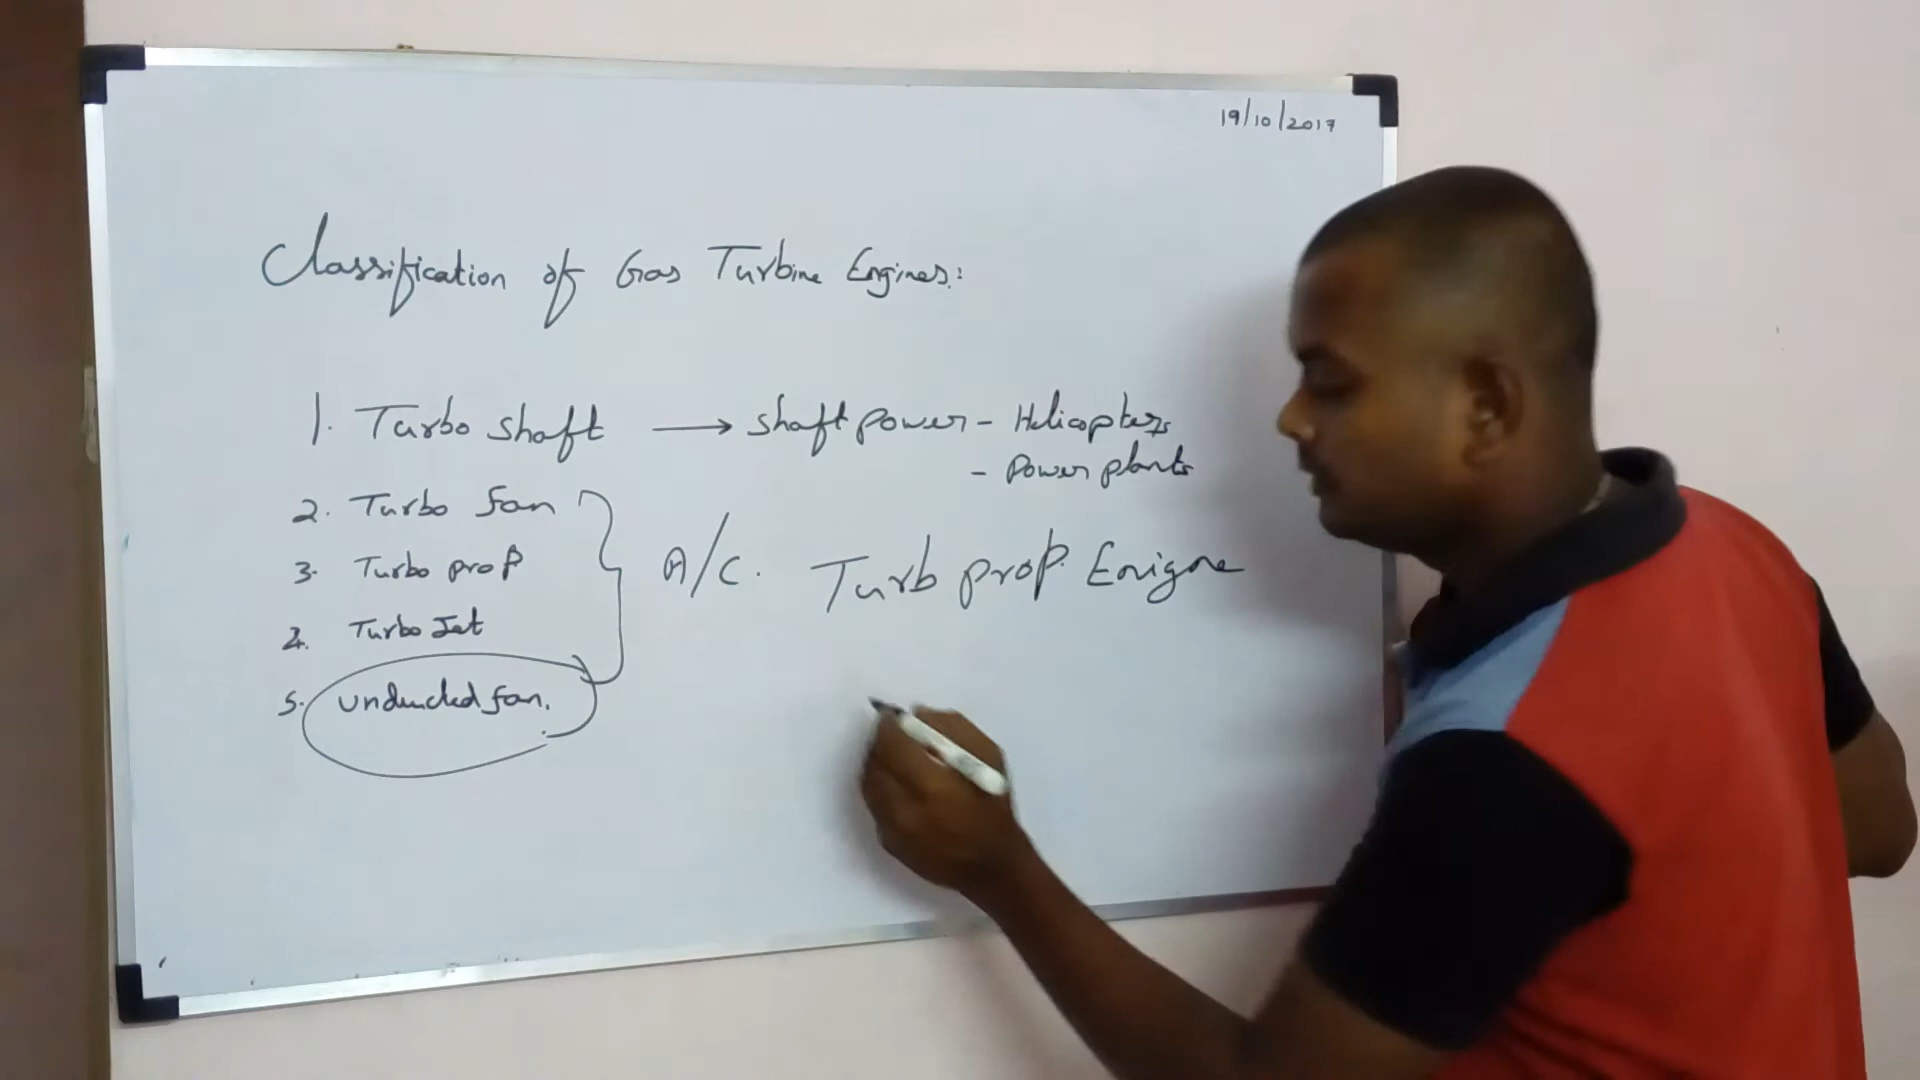 19/10/2017
Classification of Gas Turbine Engines:
1. Turbo shaft → shaft power - Helicopters
- Power plants
2. Turbo fan
3. Turbo prop
A/C. Turb prop Enigne
4. Turbo Jet
5. unducted fan.